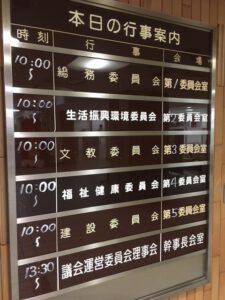 本日の行事案内
時刻 行事 会場
10:00〜 総務委員会 第1委員会室
10:00〜 生活振興環境委員会 第2委員会室
10:00〜 文教委員会 第3委員会室
10:00〜 福祉健康委員会 第4委員会室
10:00〜 建設委員会 第5委員会室
13:30〜 議会運営委員会理事会 幹事長会室